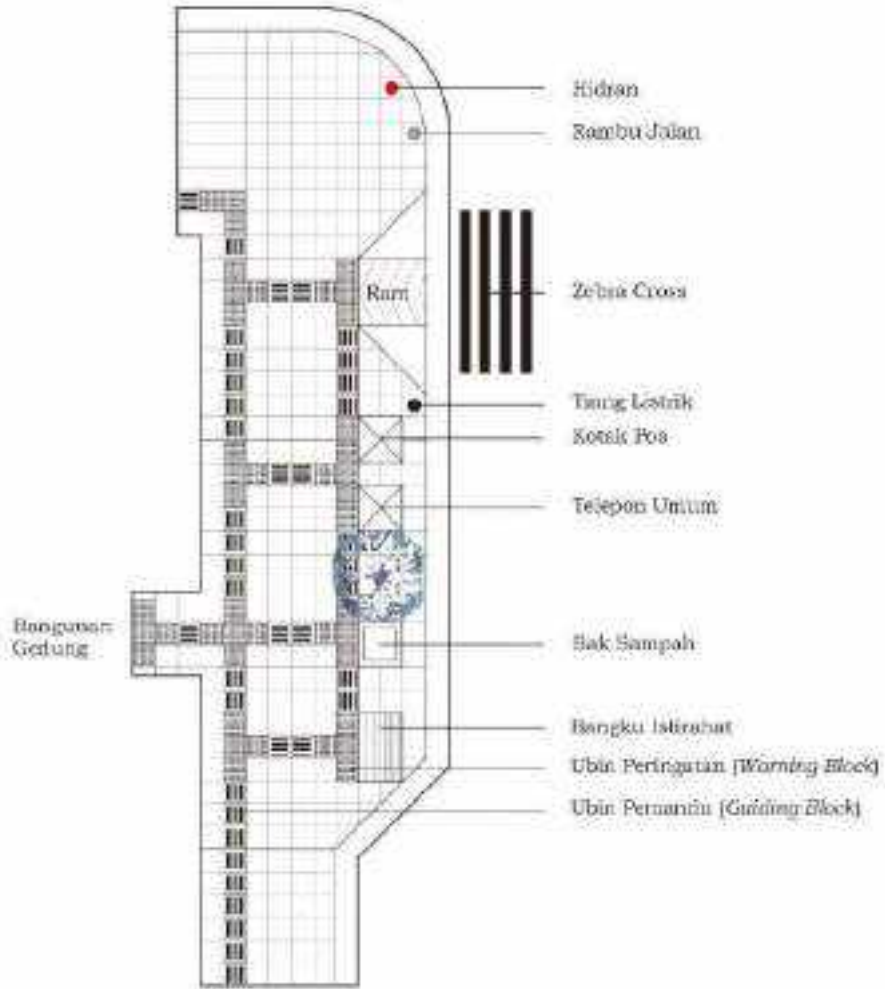 Hidran
Rambu Jalan
Ram
Zebra Cross
Tiang Listrik
Kotak Pos
Telepon Umum
Bangunan
Gedung
Bak Sampah
Bangku Istirahat
Ubin Peringatan (Warning Block)
Ubin Pemandu (Guiding Block)